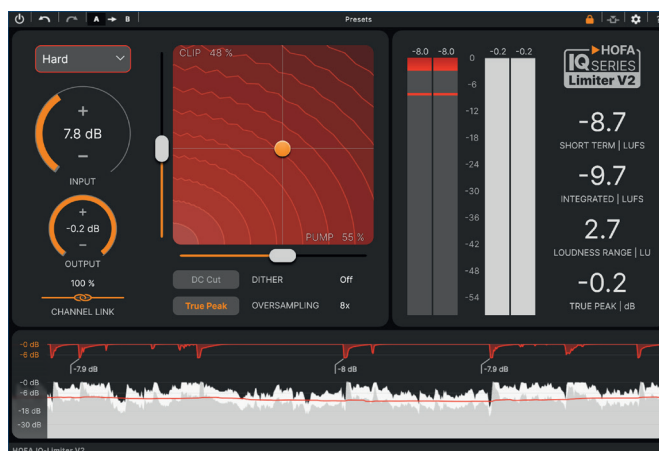 A → B
Presets
?
Hard
+
7.8 dB
−
INPUT
+
-0.2 dB
−
OUTPUT
100 %
CHANNEL LINK
CLIP 48 %
PUMP 55 %
DC Cut DITHER Off
True Peak OVERSAMPLING 8x
-8.0 -8.0 -0.2 -0.2
0
-6
-12
-18
-24
-30
-36
-42
-48
-54
HOFA
IQ SERIES
Limiter V2
-8.7
SHORT TERM | LUFS
-9.7
INTEGRATED | LUFS
2.7
LOUDNESS RANGE | LU
-0.2
TRUE PEAK | dB
-0 dB
-6 dB
-7.9 dB
-8 dB
-7.9 dB
-0 dB
-6 dB
-18 dB
-30 dB
HOFA IQ-Limiter V2